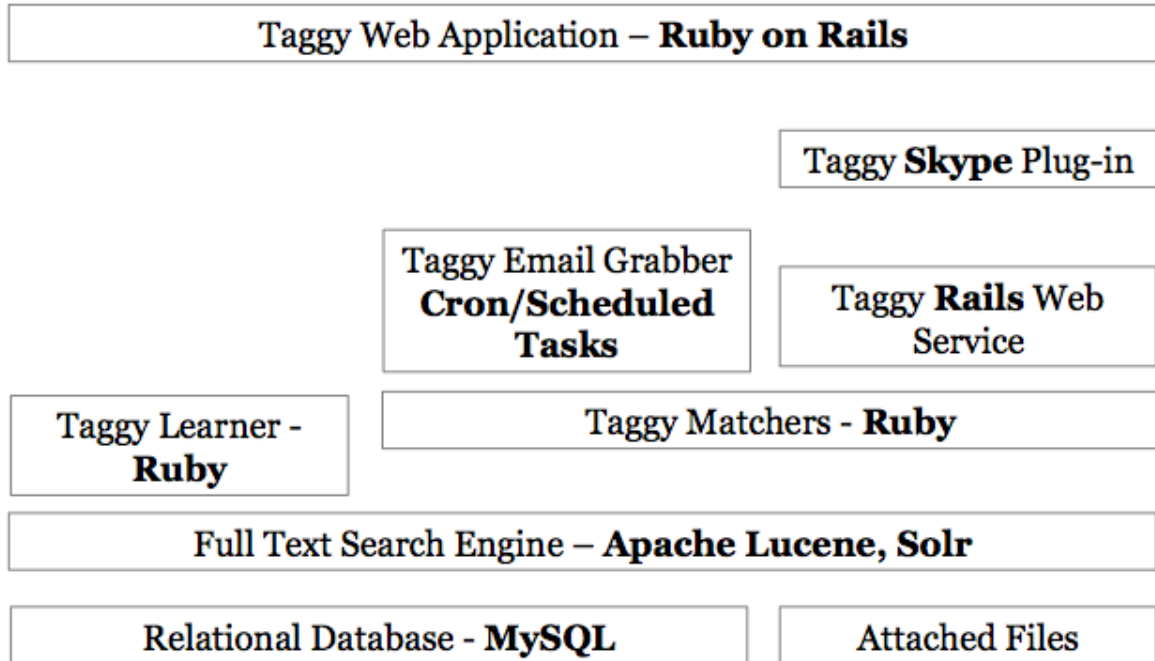 Taggy Web Application – Ruby on Rails
Taggy Skype Plug-in
Taggy Email Grabber
Cron/Scheduled
Tasks
Taggy Rails Web
Service
Taggy Learner -
Ruby
Taggy Matchers - Ruby
Full Text Search Engine – Apache Lucene, Solr
Relational Database - MySQL
Attached Files